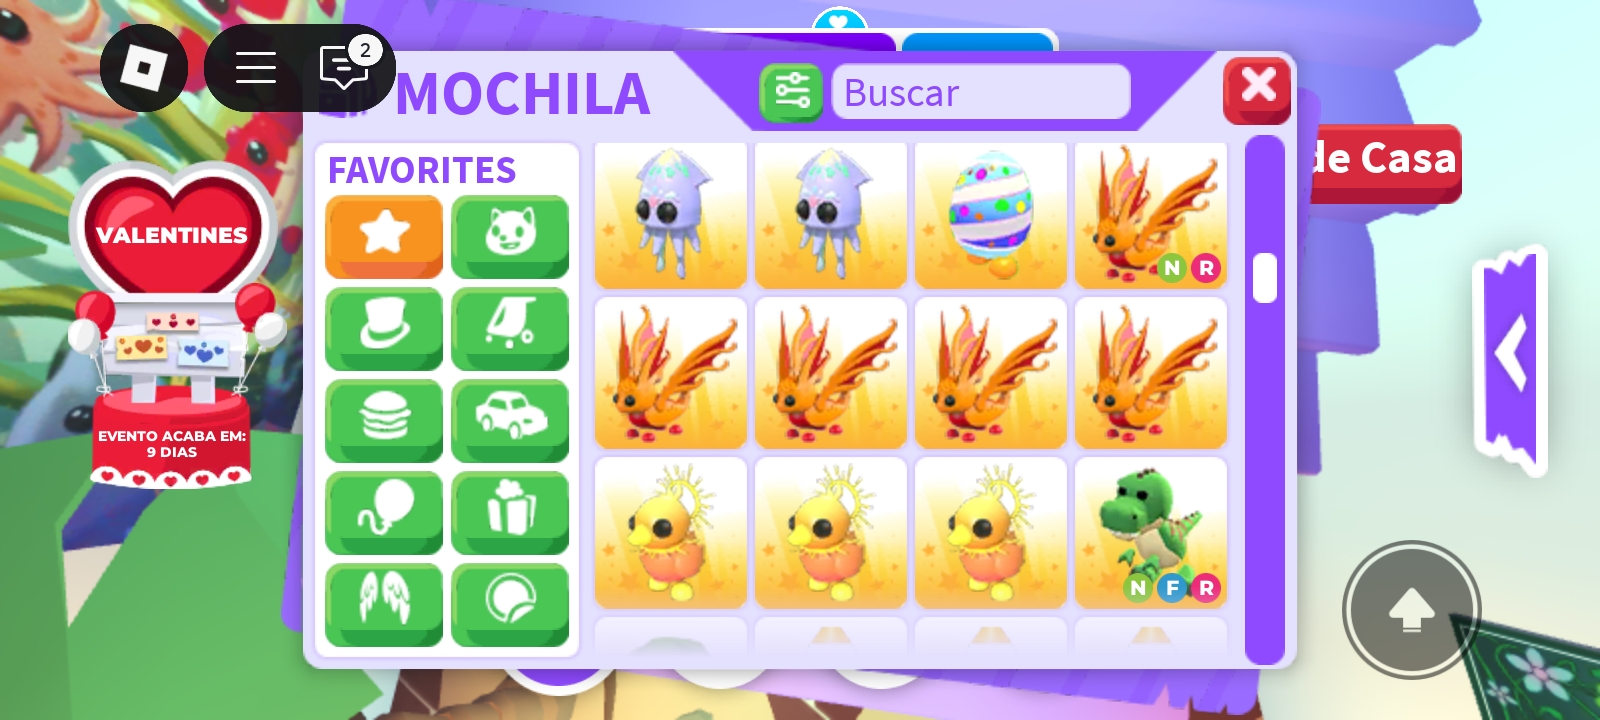 2
MOCHILA
Buscar
FAVORITES
de Casa
VALENTINES
EVENTO ACABA EM:
9 DIAS
N R
N F R